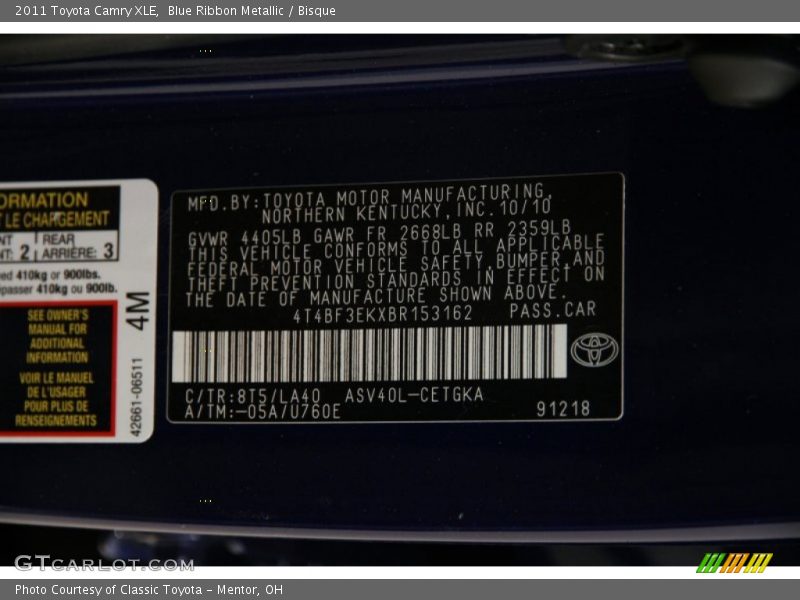 2011 Toyota Camry XLE,  Blue Ribbon Metallic / Bisque
ORMATION
LE CHARGEMENT
2 | REAR
ARRIÈRE: 3
410kg or 900lbs.
410kg ou 900lb.
SEE OWNER'S
MANUAL FOR
ADDITIONAL
INFORMATION
VOIR LE MANUEL
DE L'USAGER
POUR PLUS DE
RENSEIGNEMENTS
4M
42661-06511
MFD.BY:TOYOTA MOTOR MANUFACTURING,
NORTHERN KENTUCKY,INC.10/10
GVWR 4405LB GAWR FR 2668LB RR 2359LB
THIS VEHICLE CONFORMS TO ALL APPLICABLE
FEDERAL MOTOR VEHICLE SAFETY,BUMPER,AND
THEFT PREVENTION STANDARDS IN EFFECT ON
THE DATE OF MANUFACTURE SHOWN ABOVE.
4T4BF3EKXBR153162 PASS.CAR
C/TR:8T5/LA40 ASV40L-CETGKA
A/TM:-05A/U760E 91218
GTCARLOT.COM
Photo Courtesy of Classic Toyota - Mentor, OH